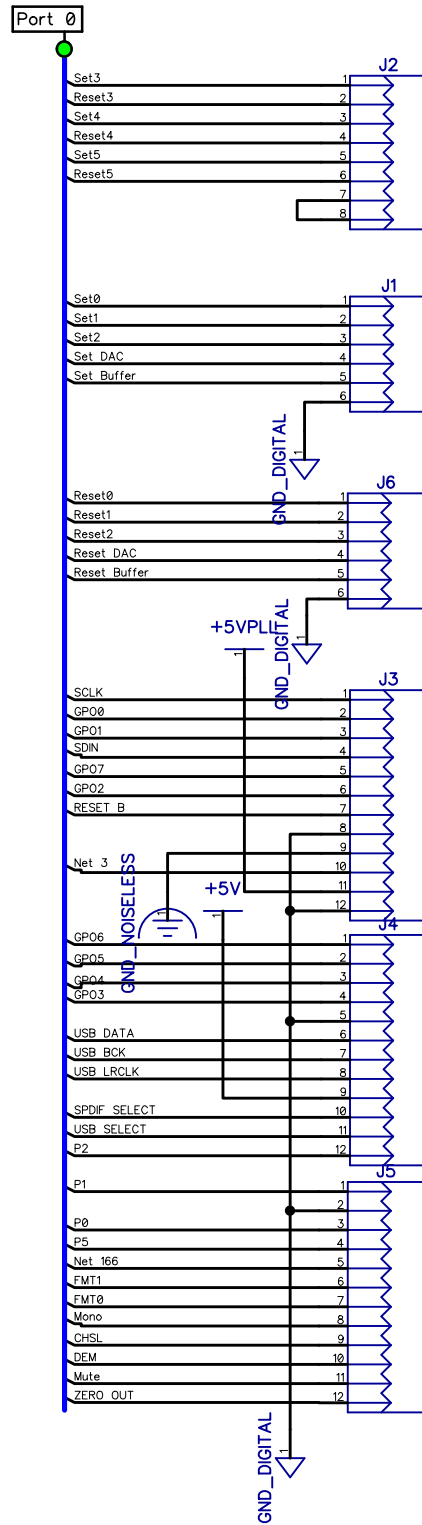 Port 0
J2
Set3 1
Reset3 2
Set4 3
Reset4 4
Set5 5
Reset5 6
7
8
J1
Set0 1
Set1 2
Set2 3
Set DAC 4
Set Buffer 5
6
1
GND_DIGITAL
J6
Reset0 1
Reset1 2
Reset2 3
Reset DAC 4
Reset Buffer 5
6
1
GND_DIGITAL
+5VPLL
1
J3
SCLK 1
GPO0 2
GPO1 3
SDIN 4
GPO7 5
GPO2 6
RESET B 7
8
9
Net 3 10
11
12
1
GND_NOISELESS
+5V
1
J4
GPO6 1
GPO5 2
GPO4 3
GPO3 4
5
USB DATA 6
USB BCK 7
USB LRCLK 8
9
SPDIF SELECT 10
USB SELECT 11
P2 12
J5
P1 1
2
P0 3
P5 4
Net 166 5
FMT1 6
FMT0 7
Mono 8
CHSL 9
DEM 10
Mute 11
ZERO OUT 12
1
GND_DIGITAL